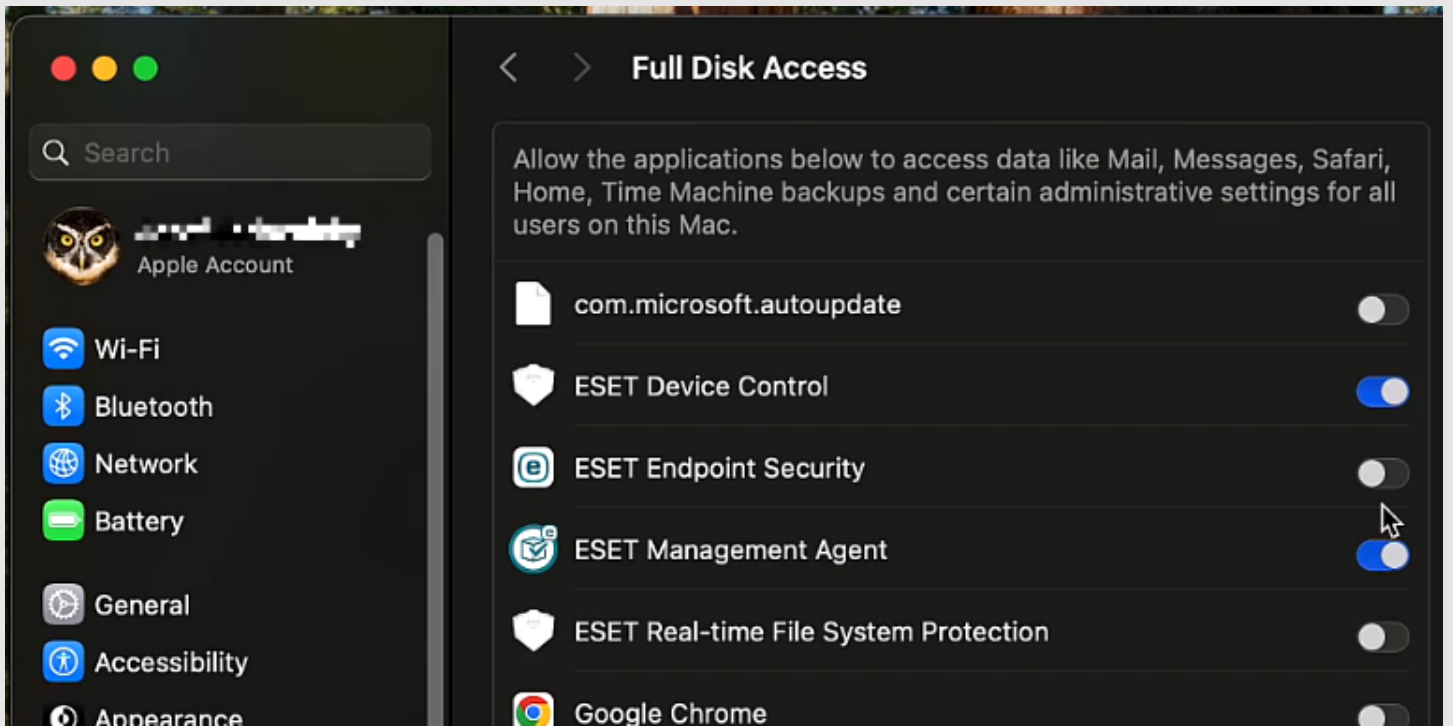 Full Disk Access
Search
Apple Account
Wi-Fi
Bluetooth
Network
Battery
General
Accessibility
Appearance
Allow the applications below to access data like Mail, Messages, Safari,
Home, Time Machine backups and certain administrative settings for all
users on this Mac.
com.microsoft.autoupdate
ESET Device Control
ESET Endpoint Security
ESET Management Agent
ESET Real-time File System Protection
Google Chrome